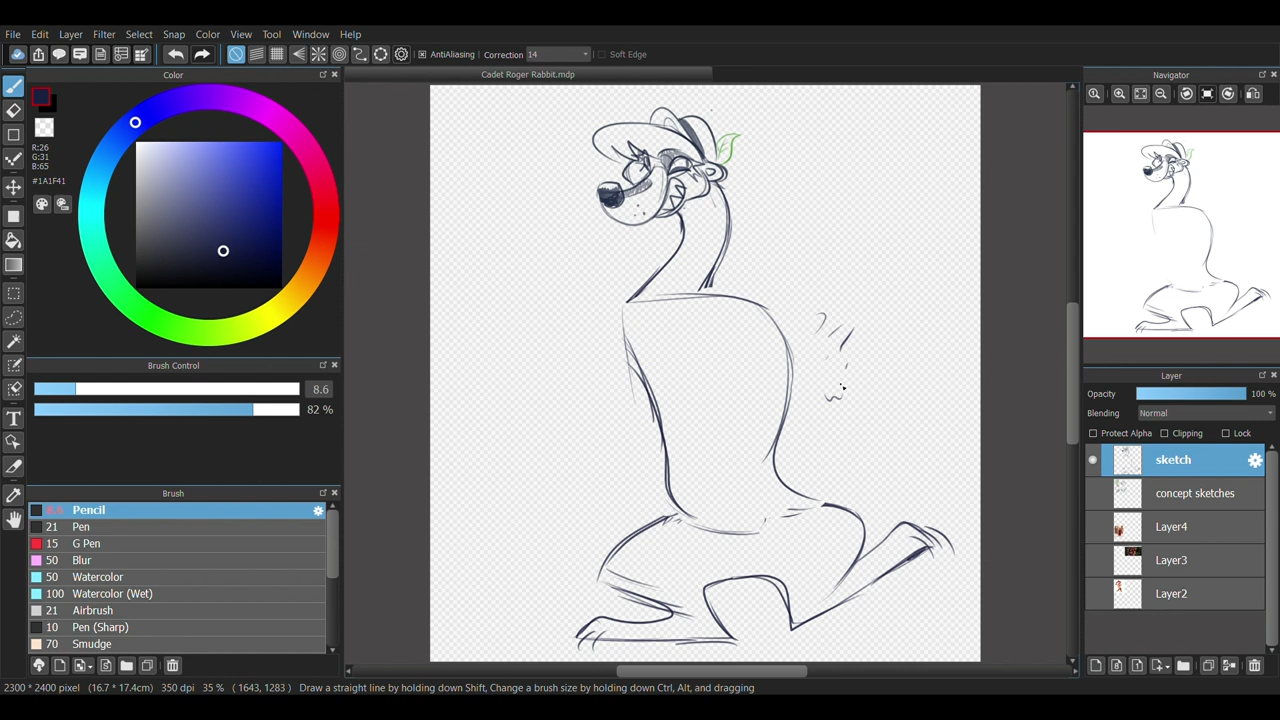 File Edit Layer Filter Select Snap Color View Tool Window Help
AntiAliasing Correction 14 Soft Edge
Color
Cadet Roger Rabbit.mdp
Navigator
R:26
G:31
B:65
#1A1F41
Brush Control
8.6
82 %
Layer
Opacity 100 %
Blending Normal
Protect Alpha Clipping Lock
sketch
concept sketches
Layer4
Layer3
Layer2
Brush
8.6 Pencil
21 Pen
15 G Pen
50 Blur
50 Watercolor
100 Watercolor (Wet)
21 Airbrush
10 Pen (Sharp)
70 Smudge
2300 * 2400 pixel (16.7 * 17.4cm) 350 dpi 35 % ( 1643, 1283 ) Draw a straight line by holding down Shift, Change a brush size by holding down Ctrl, Alt, and dragging